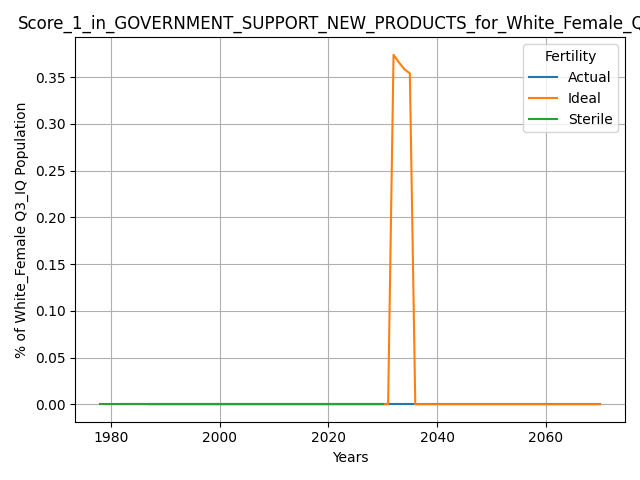 Score_1_in_GOVERNMENT_SUPPORT_NEW_PRODUCTS_for_White_Female_Q
% of White_Female Q3_IQ Population
0.35
0.30
0.25
0.20
0.15
0.10
0.05
0.00
Fertility
Actual
Ideal
Sterile
1980
2000
2020
2040
2060
Years